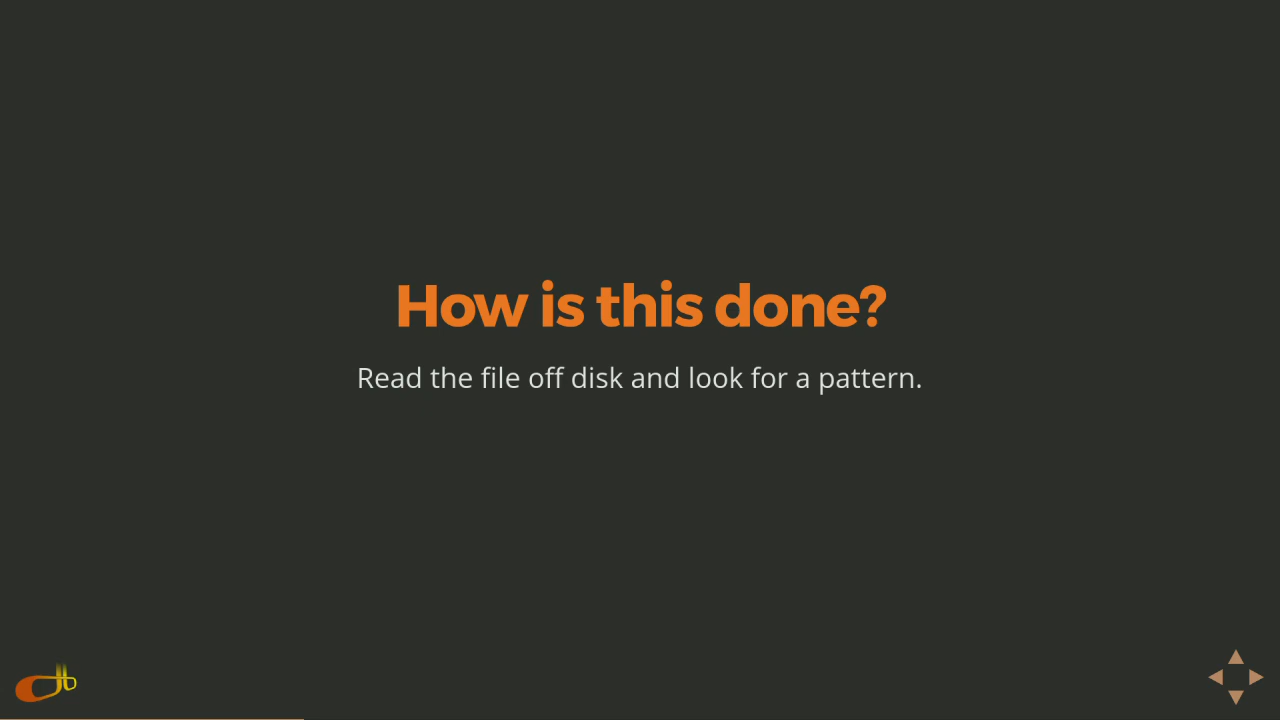 How is this done?
Read the file off disk and look for a pattern.